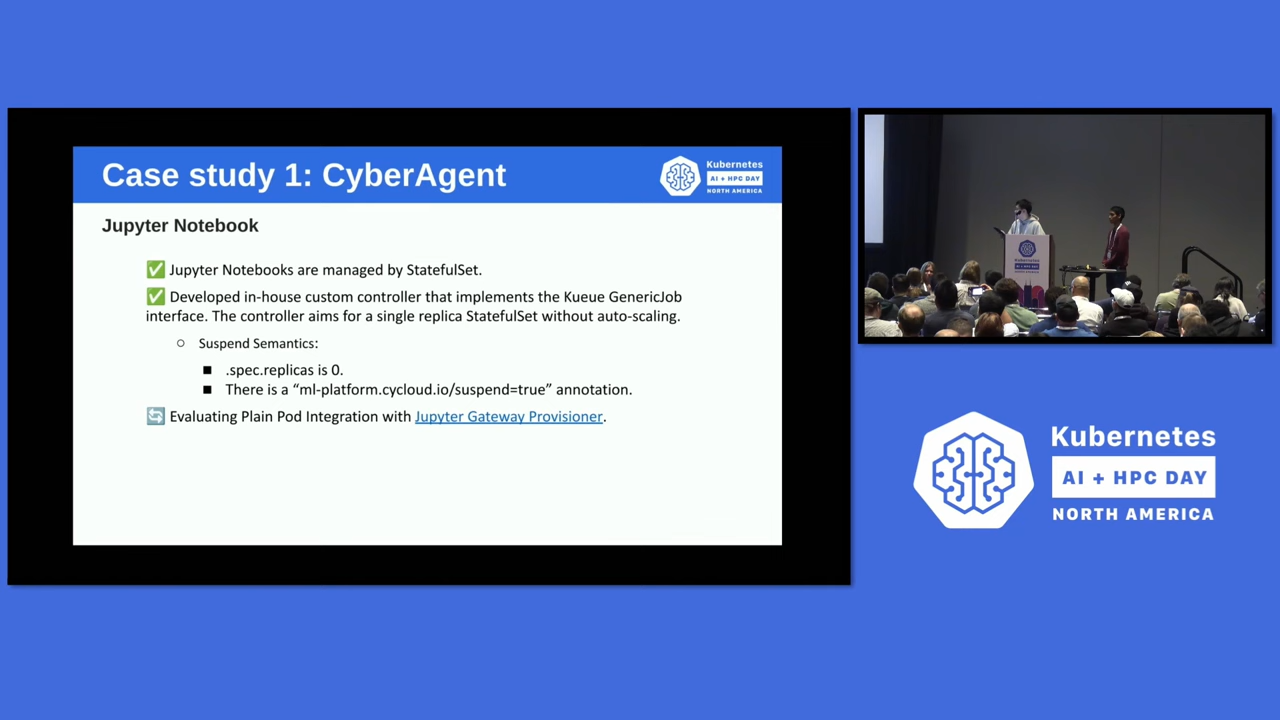 Case study 1: CyberAgent
Kubernetes
AI + HPC DAY
NORTH AMERICA
Jupyter Notebook
✅ Jupyter Notebooks are managed by StatefulSet.
✅ Developed in-house custom controller that implements the Kueue GenericJob
interface. The controller aims for a single replica StatefulSet without auto-scaling.
○ Suspend Semantics:
■ .spec.replicas is 0.
■ There is a “ml-platform.cycloud.io/suspend=true” annotation.
🔄 Evaluating Plain Pod Integration with Jupyter Gateway Provisioner.
Kubernetes
AI + HPC DAY
NORTH AMERICA